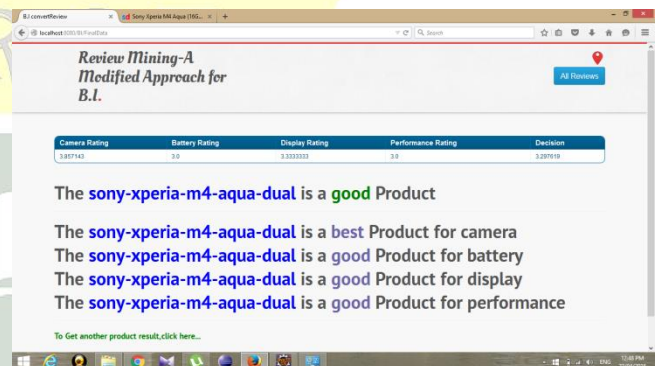 B.I convertReview
Sony Xperia M4 Aqua (16G...
localhost:8080/BI/FinalData
Search
Review Mining-A
Modified Approach for
B.I.
All Reviews
Camera Rating Battery Rating Display Rating Performance Rating Decision
3.857143 3.0 3.3333333 3.0 3.297619
The sony-xperia-m4-aqua-dual is a good Product
The sony-xperia-m4-aqua-dual is a best Product for camera
The sony-xperia-m4-aqua-dual is a good Product for battery
The sony-xperia-m4-aqua-dual is a good Product for display
The sony-xperia-m4-aqua-dual is a good Product for performance
To Get another product result,click here...
ENG
12:48 PM